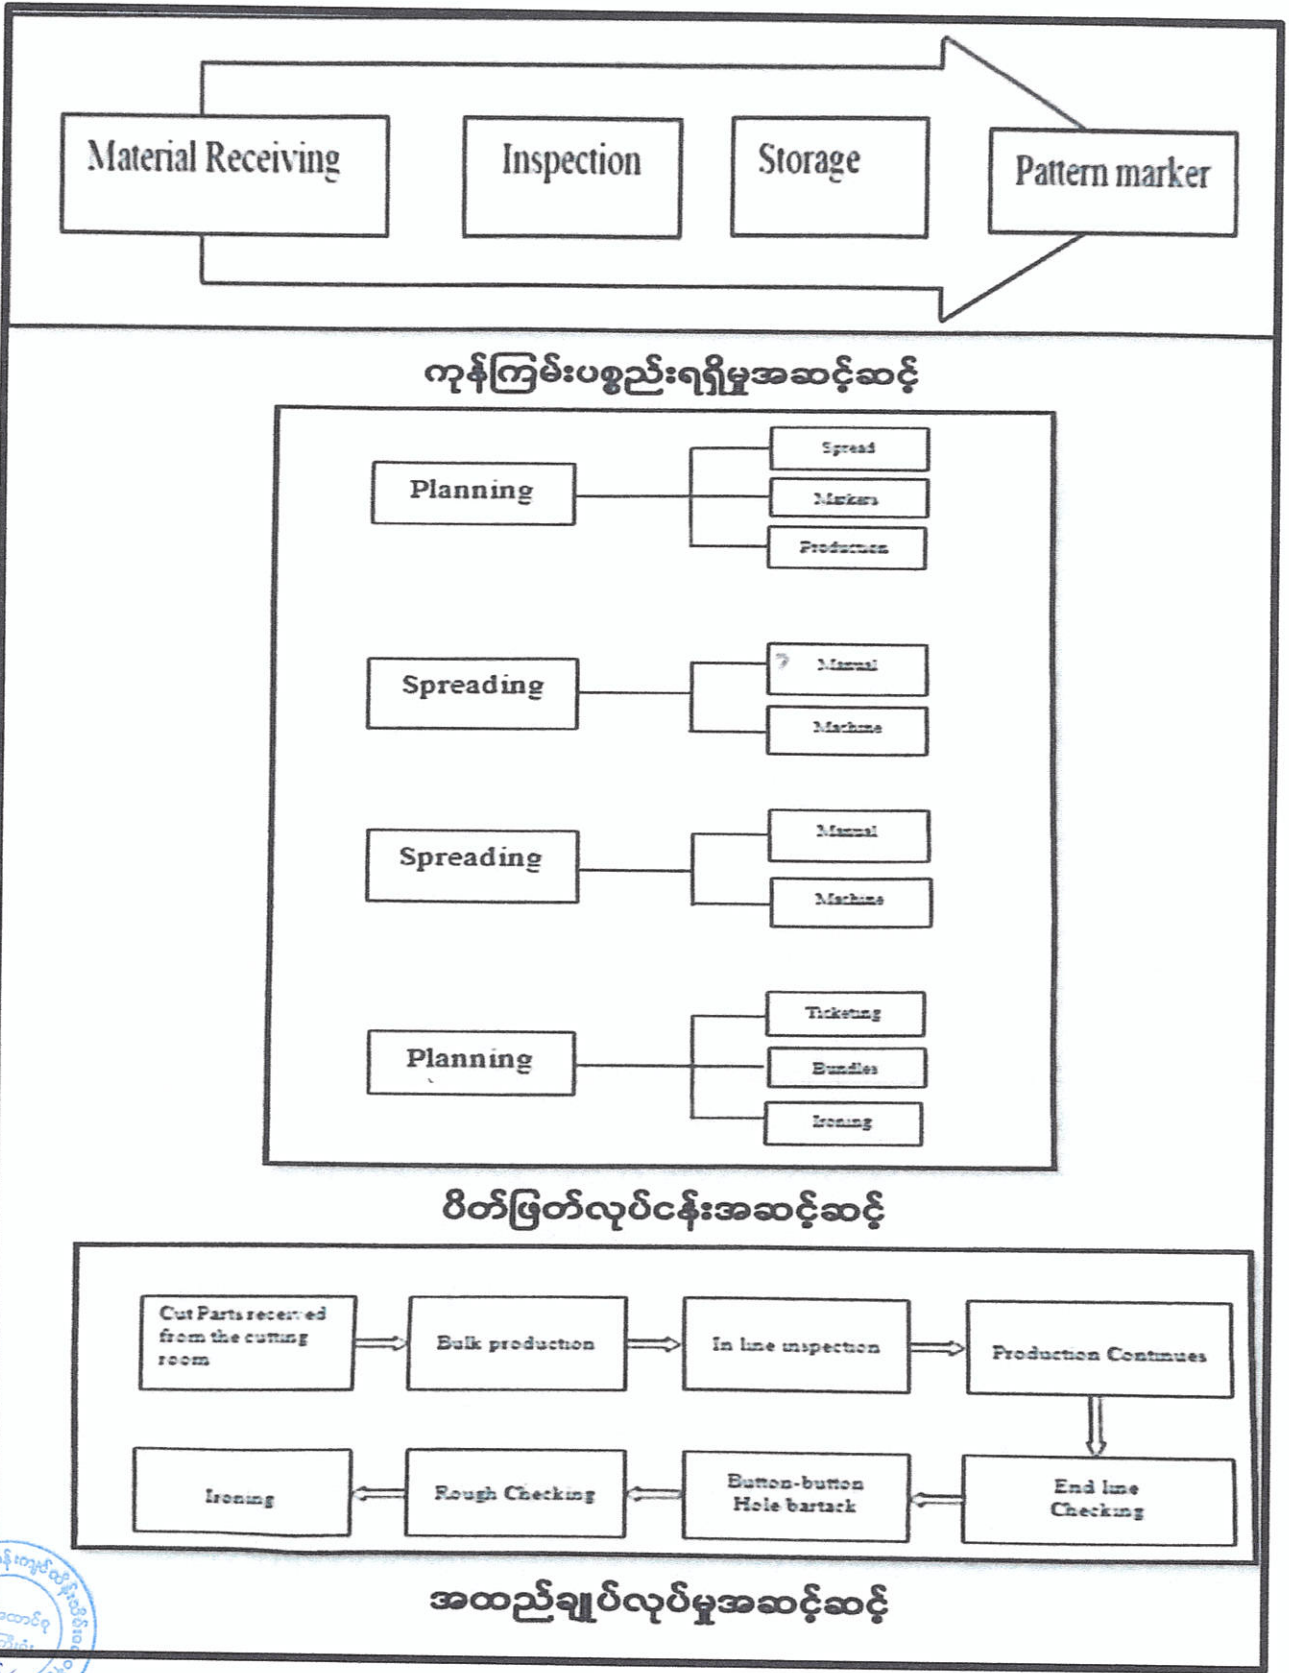 Material Receiving
Inspection
Storage
Pattern marker
ကုန်ကြမ်းပစ္စည်းရရှိမှုအဆင့်ဆင့်
Planning
Spread
Markers
Production
Spreading
Manual
Machine
Spreading
Manual
Machine
Planning
Ticketing
Bundles
Ironing
ပိတ်ဖြတ်လုပ်ငန်းအဆင့်ဆင့်
Cut Parts received
from the cutting
room
Bulk production
In line inspection
Production Continues
End line
Checking
Button-button
Hole bartack
Rough Checking
Ironing
အထည်ချုပ်လုပ်မှုအဆင့်ဆင့်